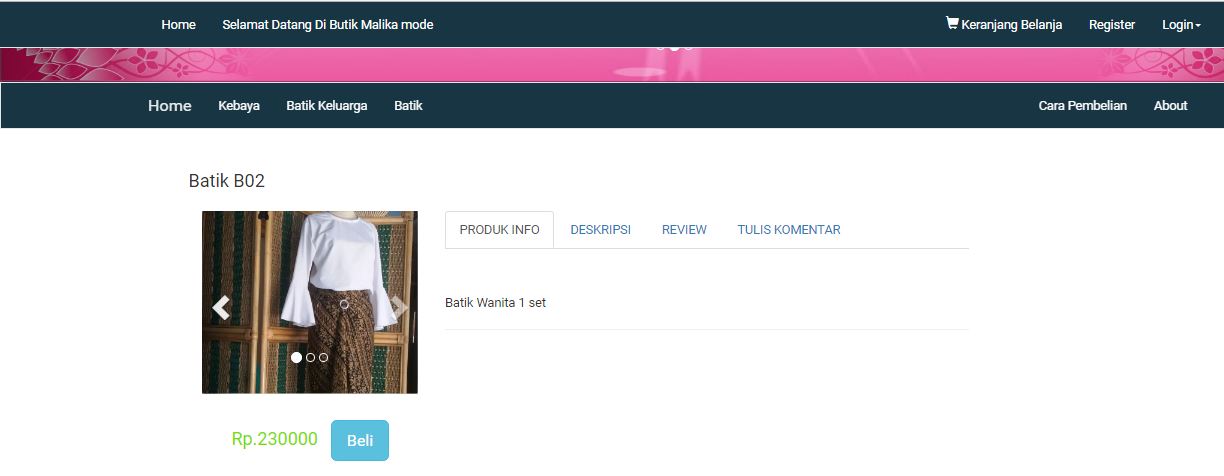 Home Selamat Datang Di Butik Malika mode Keranjang Belanja Register Login
Home Kebaya Batik Keluarga Batik Cara Pembelian About
Batik B02
PRODUK INFO DESKRIPSI REVIEW TULIS KOMENTAR
Batik Wanita 1 set
Rp.230000 Beli